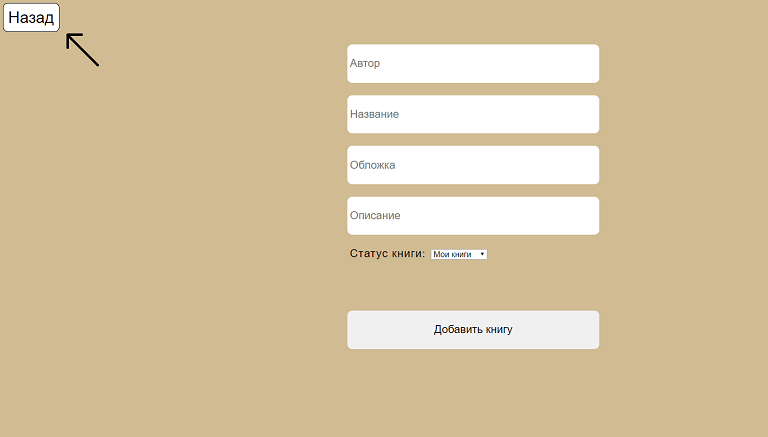 Назад
Автор
Название
Обложка
Описание
Статус книги: Мои книги
Добавить книгу